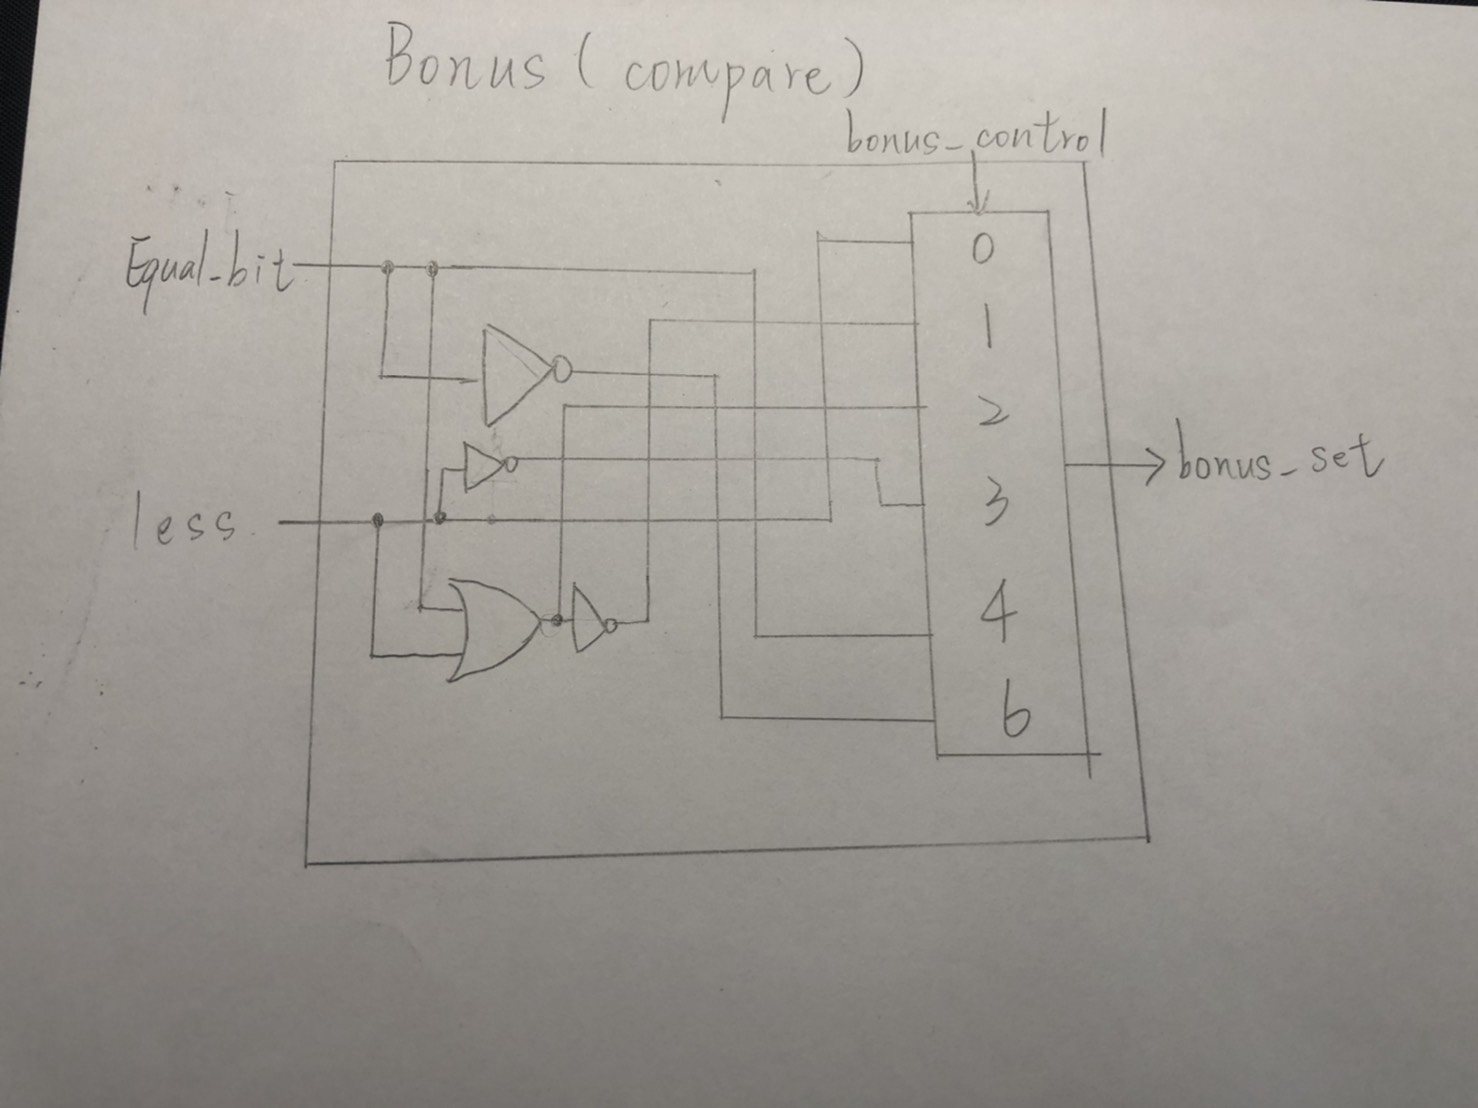 Bonus (compare)
bonus_control
Equal_bit
0
1
2
bonus_set
3
less
4
6